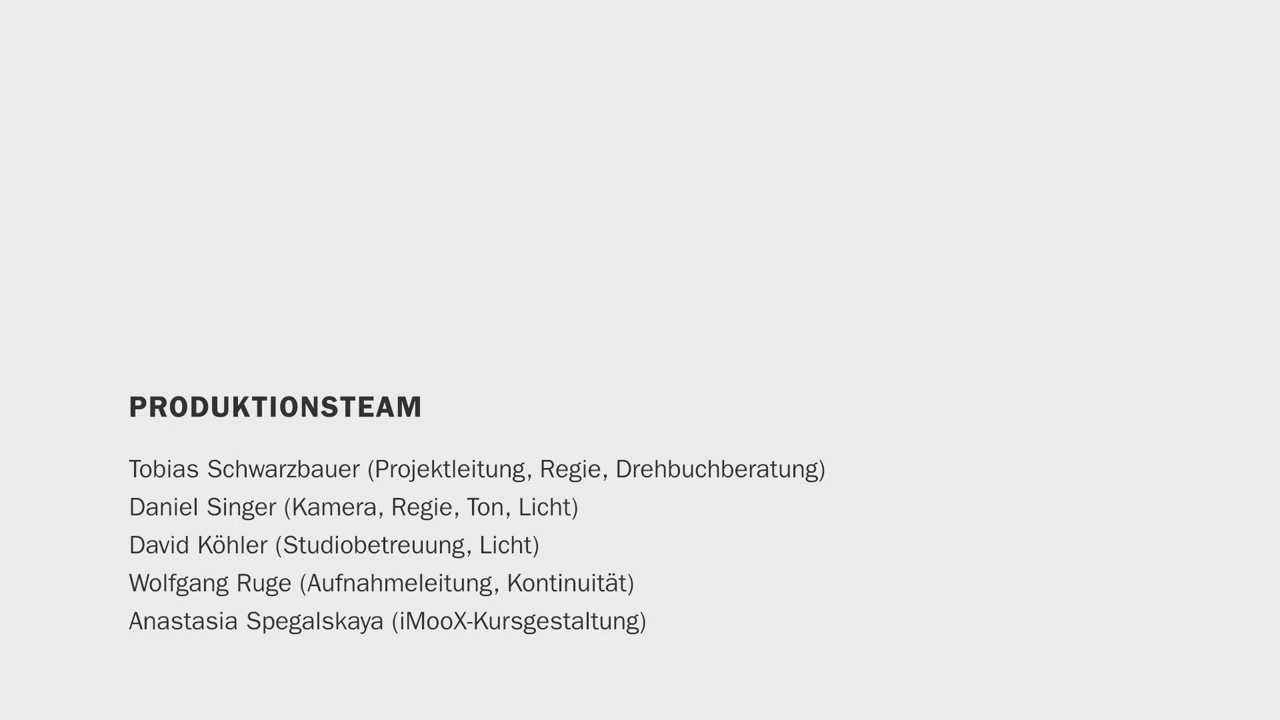 PRODUKTIONSTEAM
Tobias Schwarzbauer (Projektleitung, Regie, Drehbuchberatung)
Daniel Singer (Kamera, Regie, Ton, Licht)
David Köhler (Studiobetreuung, Licht)
Wolfgang Ruge (Aufnahmeleitung, Kontinuität)
Anastasia Spegalskaya (iMooX-Kursgestaltung)